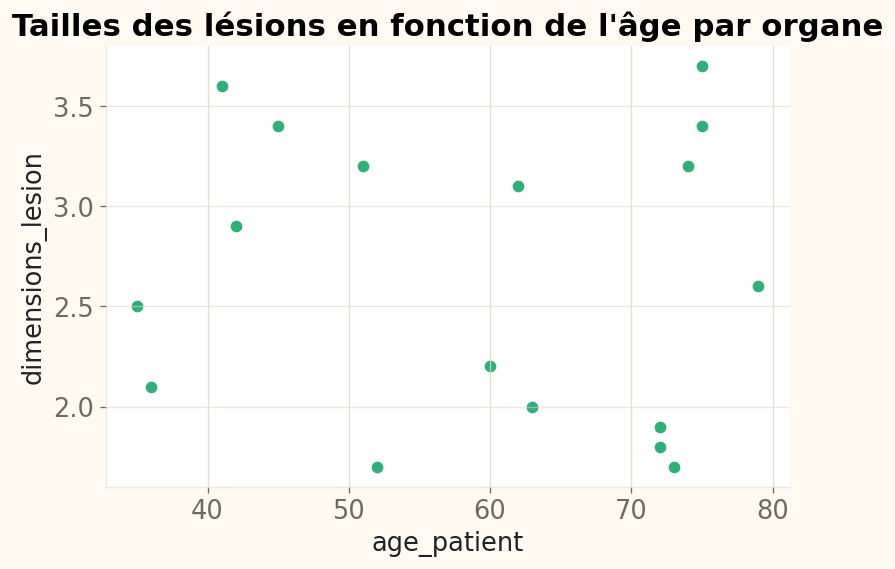 Tailles des lésions en fonction de l'âge par organe
3.5
3.0
2.5
2.0
dimensions_lesion
40 50 60 70 80
age_patient